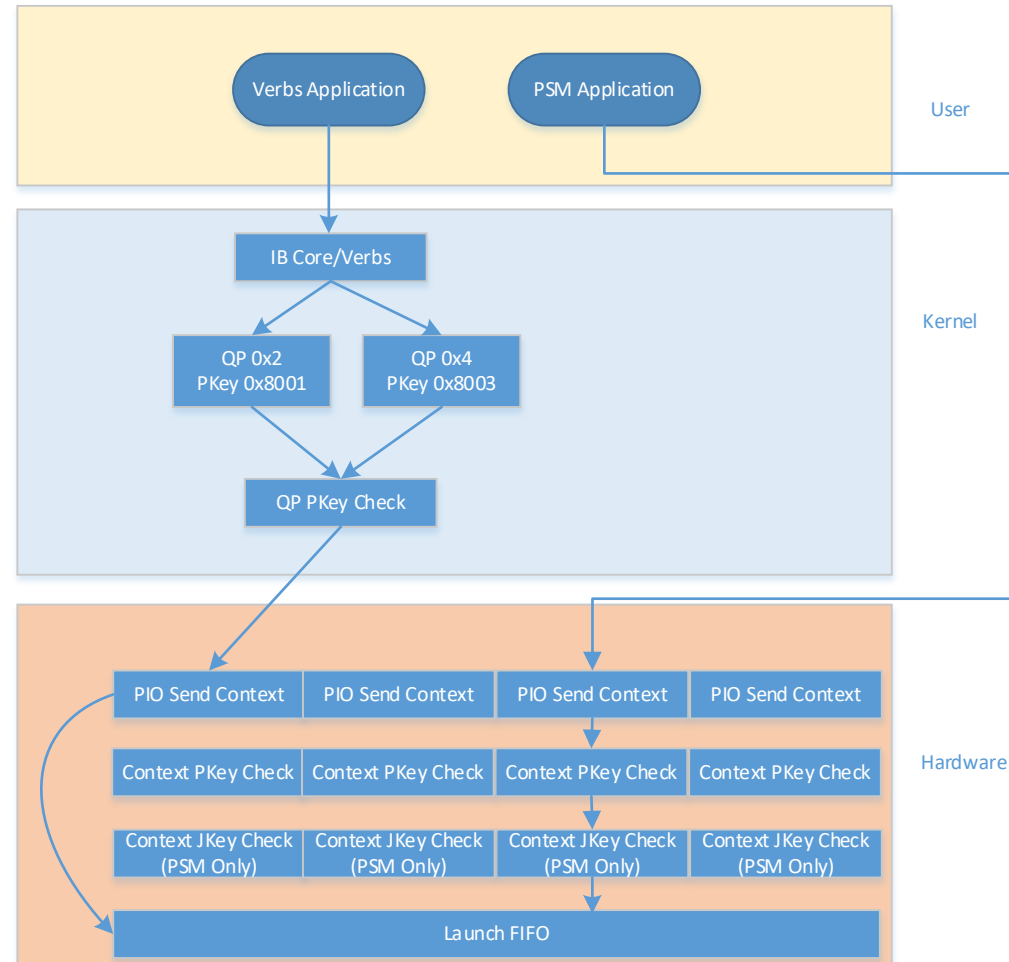 Verbs Application
PSM Application
User
IB Core/Verbs
Kernel
QP 0x2
PKey 0x8001
QP 0x4
PKey 0x8003
QP PKey Check
PIO Send Context
PIO Send Context
PIO Send Context
PIO Send Context
Context PKey Check
Context PKey Check
Context PKey Check
Context PKey Check
Hardware
Context JKey Check
(PSM Only)
Context JKey Check
(PSM Only)
Context JKey Check
(PSM Only)
Context JKey Check
(PSM Only)
Launch FIFO